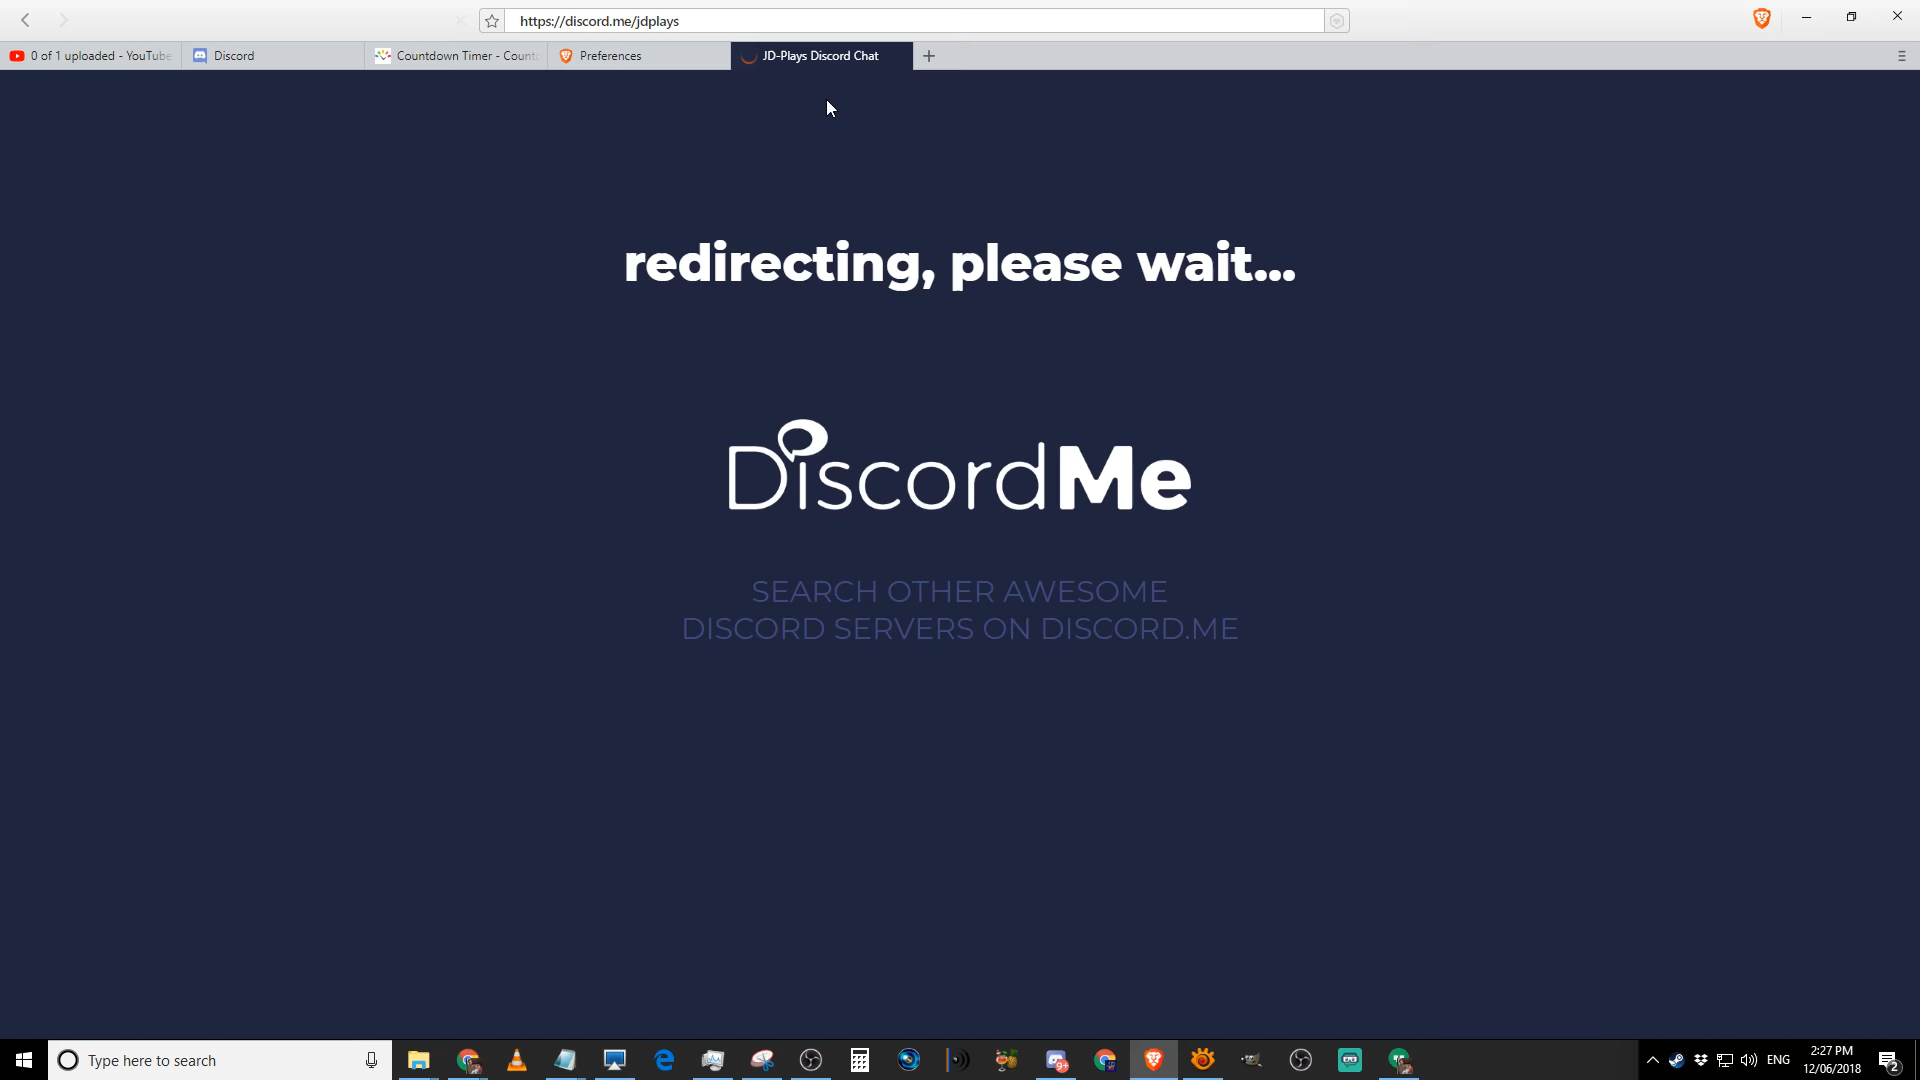 https://discord.me/jdplays
0 of 1 uploaded - YouTube
Discord
Countdown Timer - Count
Preferences
JD-Plays Discord Chat
redirecting, please wait...
DiscordMe
SEARCH OTHER AWESOME
DISCORD SERVERS ON DISCORD.ME
Type here to search
9+
ENG
2:27 PM
12/06/2018
2